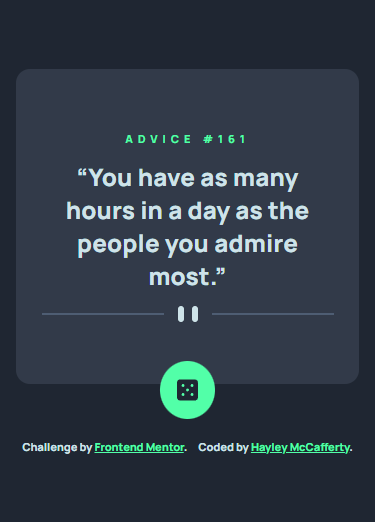 ADVICE #161
“You have as many
hours in a day as the
people you admire
most.”
Challenge by Frontend Mentor. Coded by Hayley McCafferty.